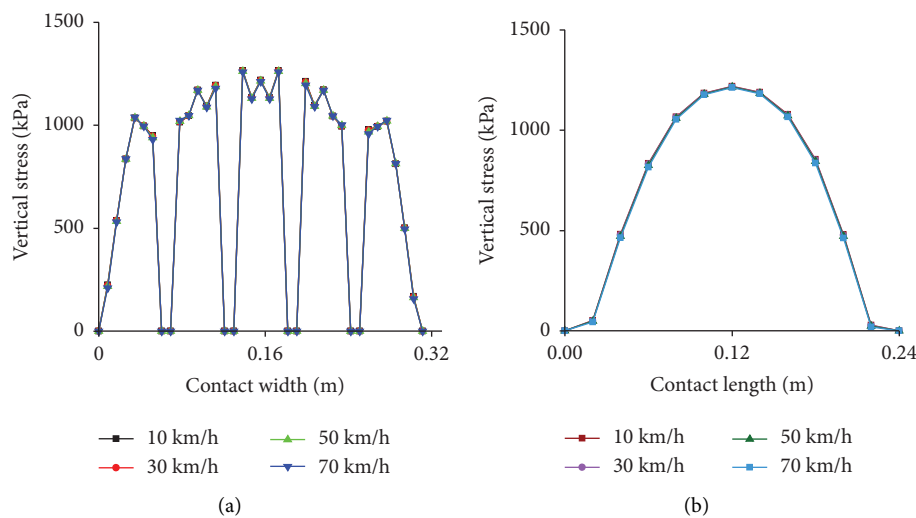 1500
1000
500
0
Vertical stress (kPa)
0
0.16
0.32
Contact width (m)
10 km/h
50 km/h
30 km/h
70 km/h
(a)
1500
1000
500
0
Vertical stress (kPa)
0.00
0.12
0.24
Contact length (m)
10 km/h
50 km/h
30 km/h
70 km/h
(b)